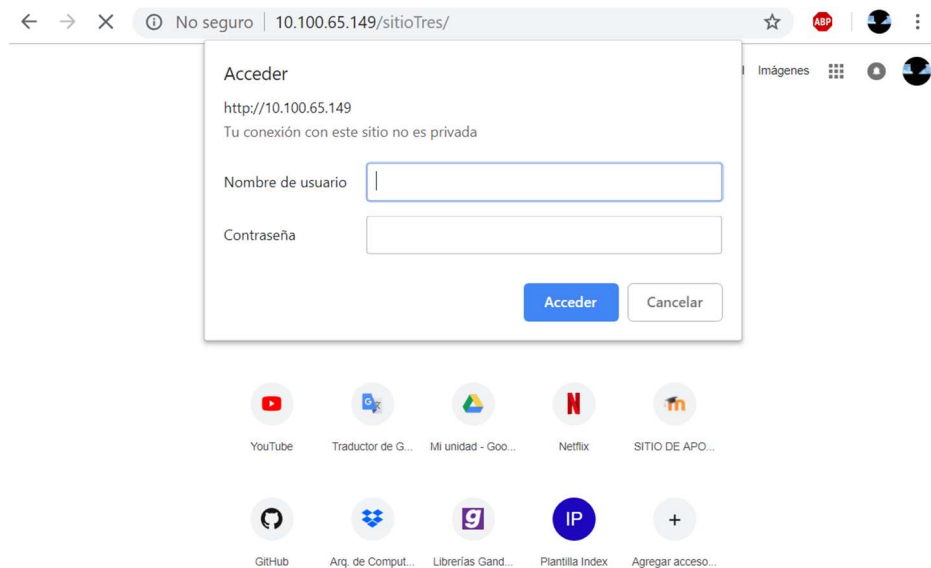 No seguro 10.100.65.149/sitioTres/
ABP
Acceder
http://10.100.65.149
Tu conexión con este sitio no es privada
Imágenes
Nombre de usuario
Contraseña
Acceder Cancelar
YouTube Traductor de G... Mi unidad - Goo... Netflix SITIO DE APO...
IP
GitHub Arq. de Comput... Librerías Gand... Plantilla Index Agregar acceso...